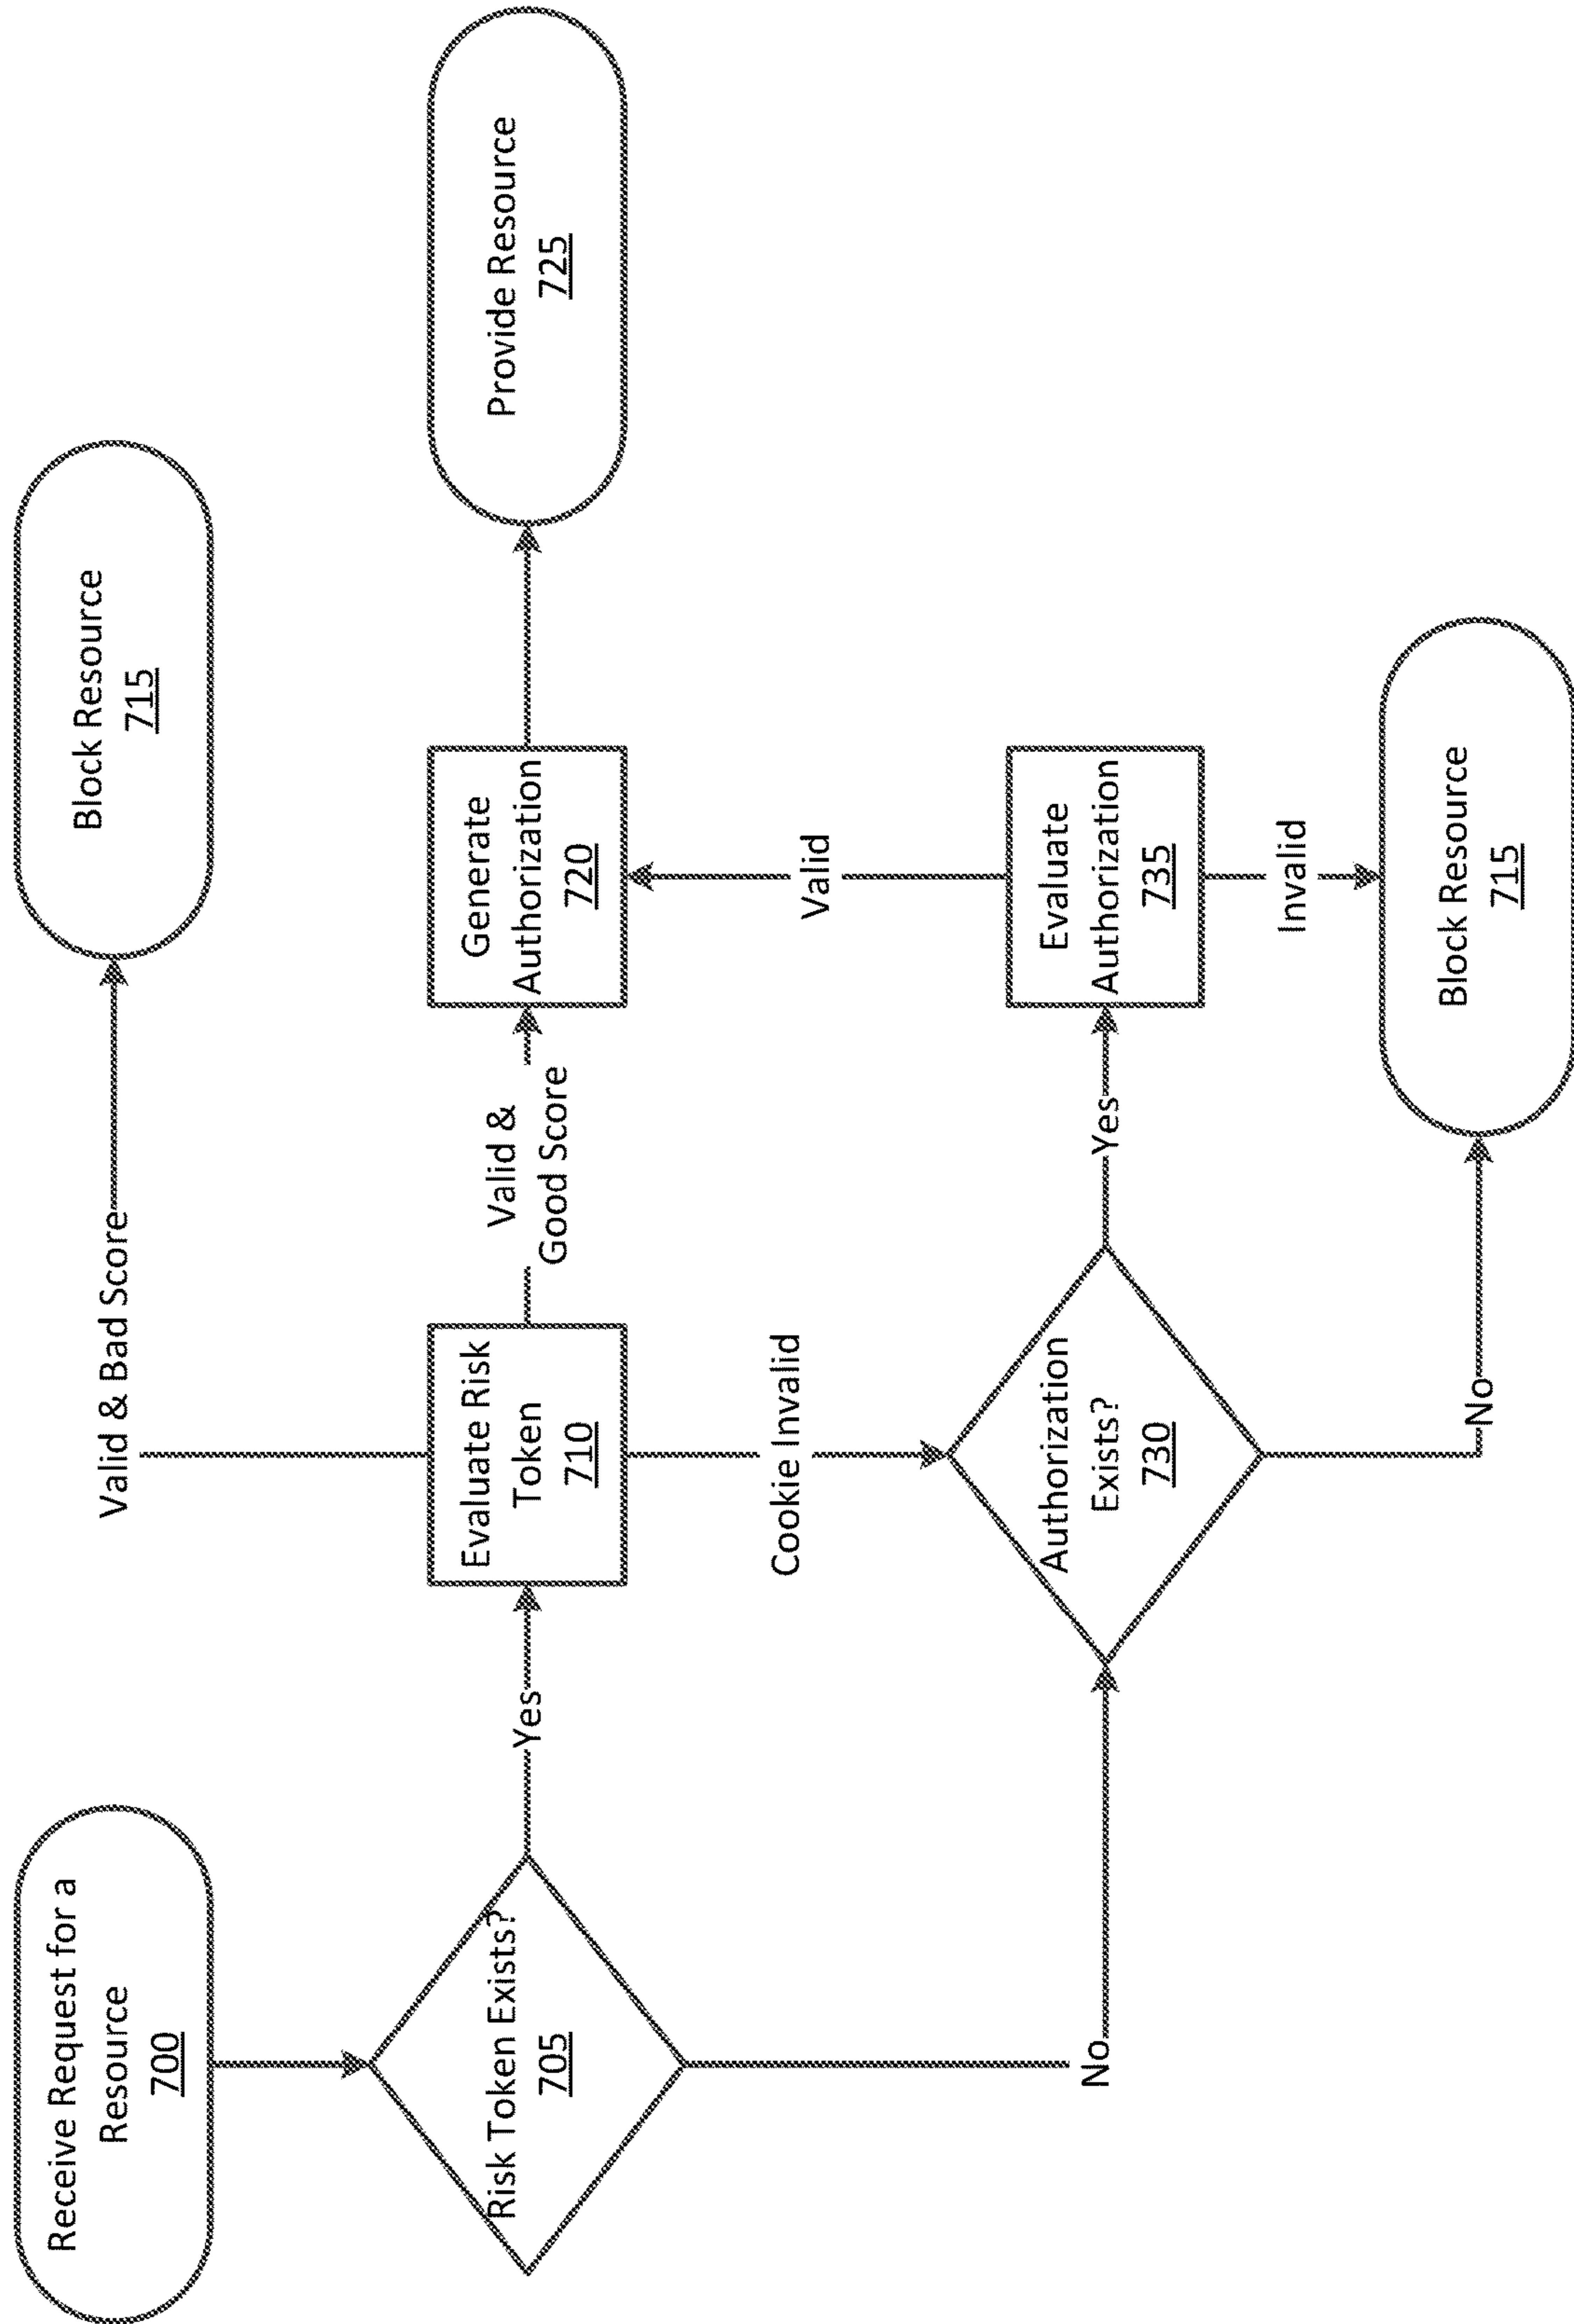 Receive Request for a
Resource
700
Risk Token Exists?
705
Yes
No
Evaluate Risk
Token
710
Valid & Bad Score
Block Resource
715
Valid &
Good Score
Generate
Authorization
720
Provide Resource
725
Cookie Invalid
Authorization
Exists?
730
Yes
No
Evaluate
Authorization
735
Valid
Invalid
Block Resource
715